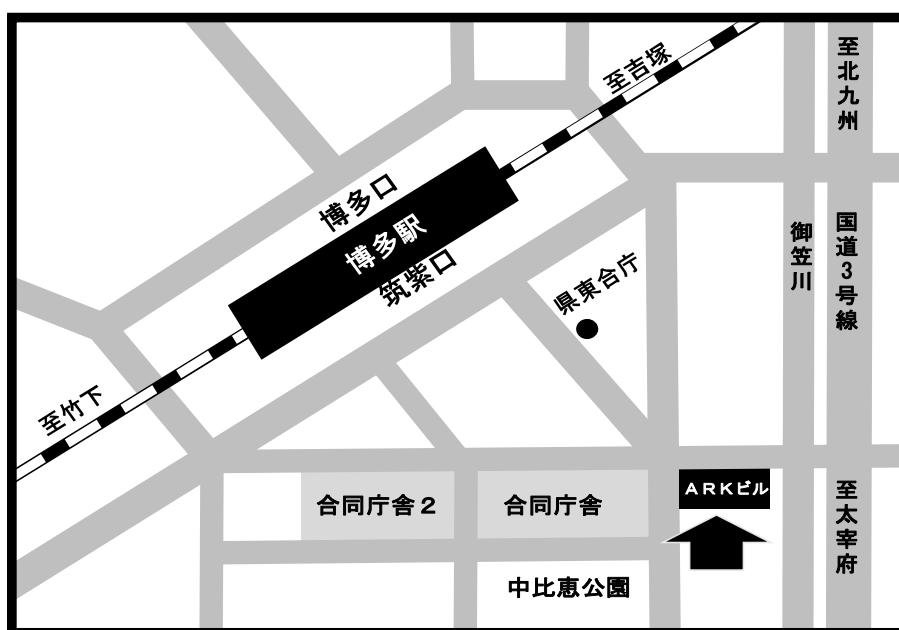 至北九州
至吉塚
博多口
博多駅
筑紫口
御笠川
国道3号線
県東合庁
至竹下
ARKビル
合同庁舎2
合同庁舎
至太宰府
中比恵公園